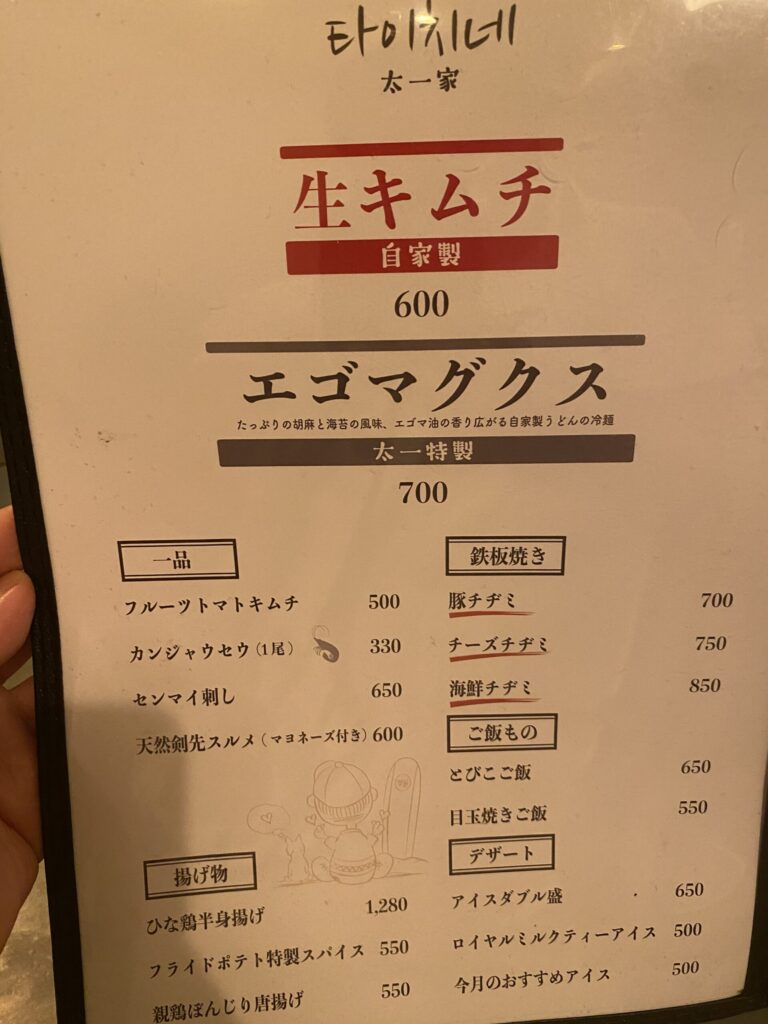 타이치네
太一家
生キムチ
自家製
600
エゴマグクス
たっぷりの胡麻と海苔の風味、エゴマ油の香り広がる自家製うどんの冷麺
太一特製
700
一品
フルーツトマトキムチ 500
カンジャウセウ(1尾) 330
センマイ刺し 650
天然剣先スルメ(マヨネーズ付き) 600
揚げ物
ひな鶏半身揚げ 1,280
フライドポテト特製スパイス 550
親鶏ぼんじり唐揚げ 550
鉄板焼き
豚チヂミ 700
チーズチヂミ 750
海鮮チヂミ 850
ご飯もの
とびこご飯 650
目玉焼きご飯 550
デザート
アイスダブル盛 650
ロイヤルミルクティーアイス 500
今月のおすすめアイス 500